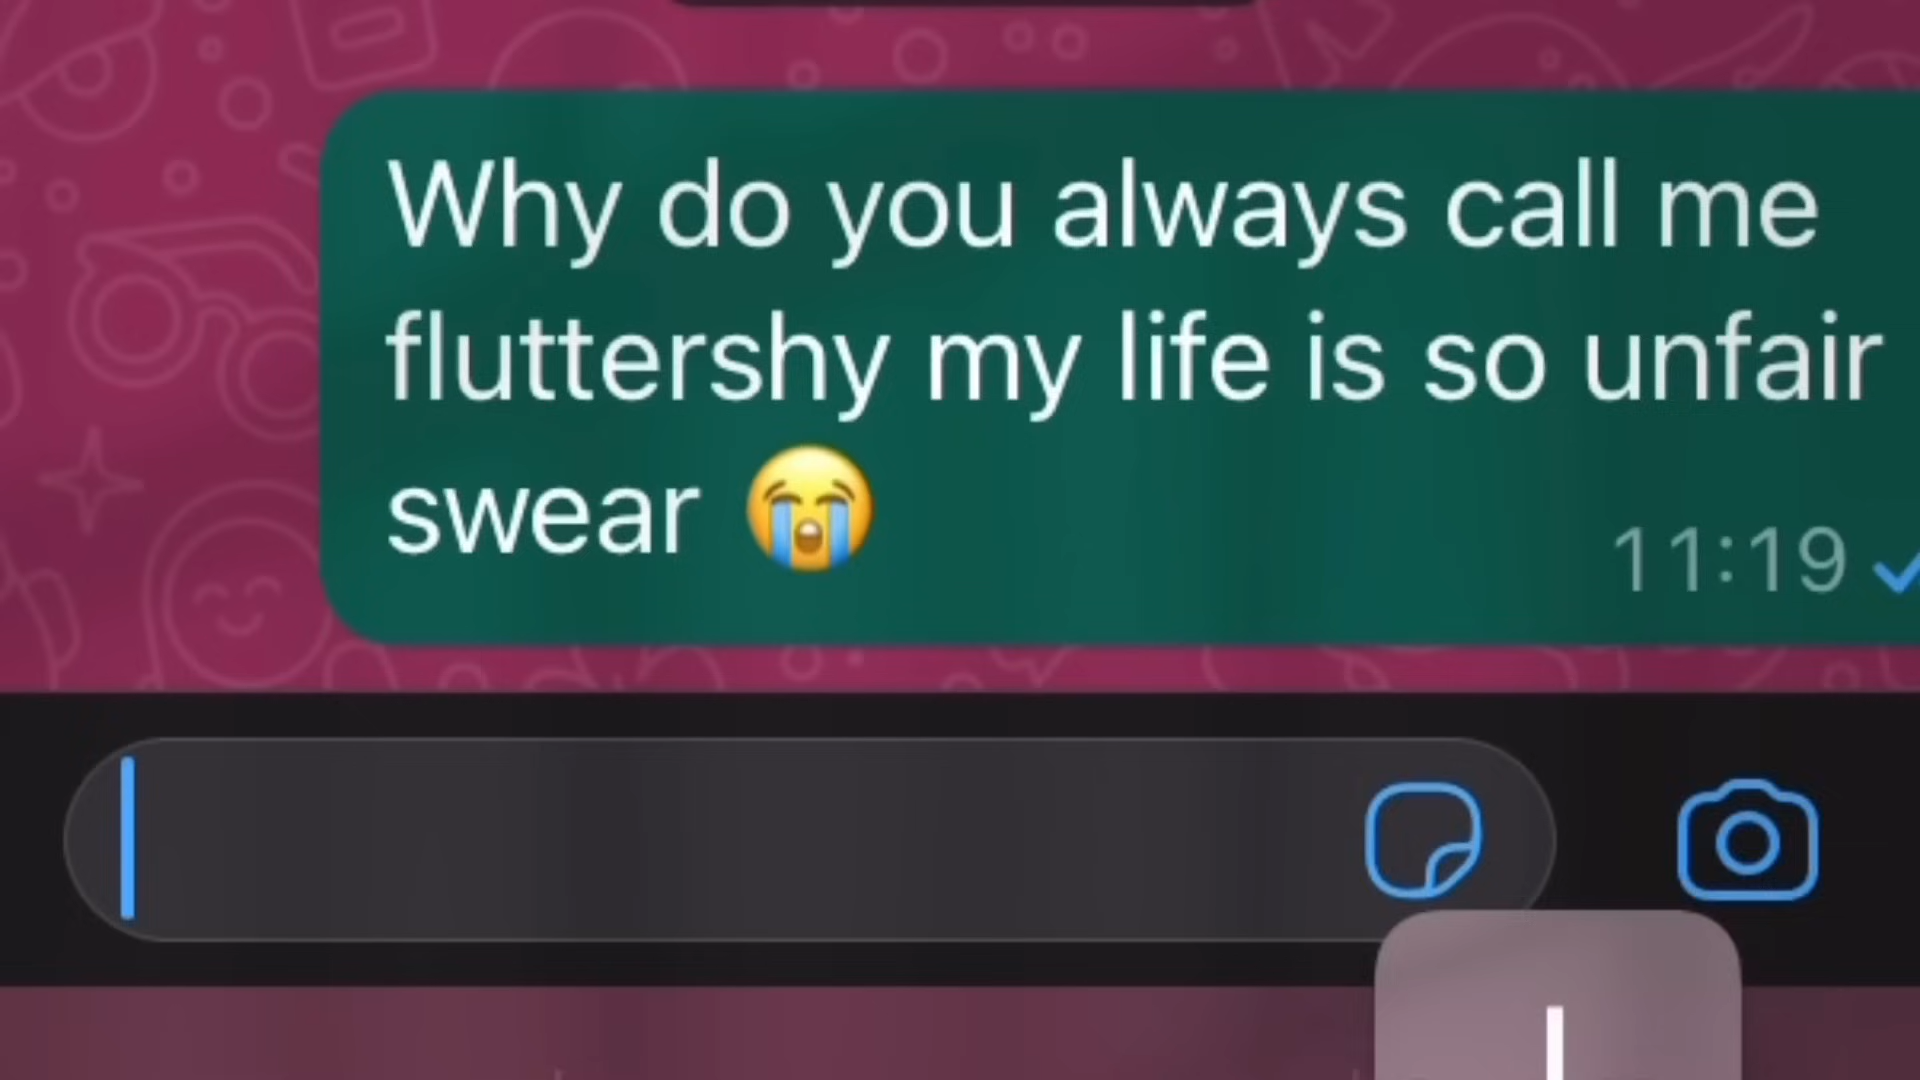 Why do you always call me
fluttershy my life is so unfair
swear 😭
11:19